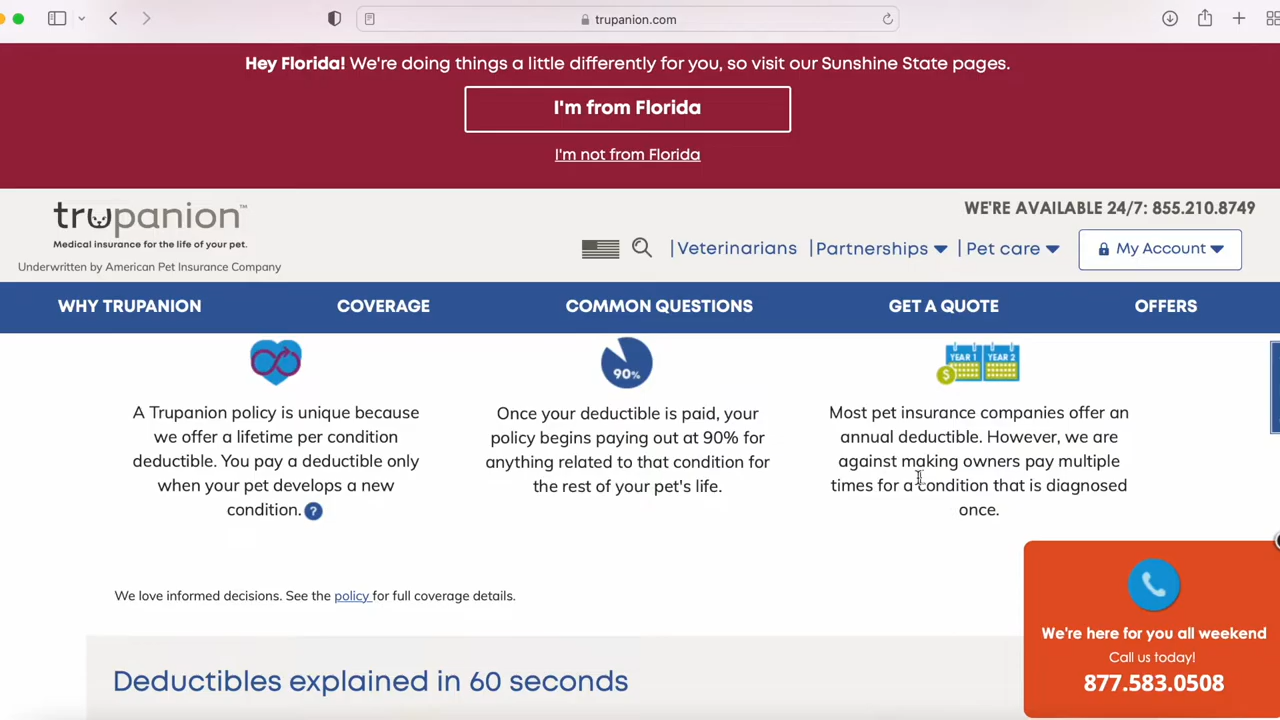 trupanion.com
Hey Florida! We're doing things a little differently for you, so visit our Sunshine State pages.
I'm from Florida
I'm not from Florida
trupanion™
Medical insurance for the life of your pet.
Underwritten by American Pet Insurance Company
WE'RE AVAILABLE 24/7: 855.210.8749
|Veterinarians |Partnerships |Pet care My Account
WHY TRUPANION COVERAGE COMMON QUESTIONS GET A QUOTE OFFERS
A Trupanion policy is unique because
we offer a lifetime per condition
deductible. You pay a deductible only
when your pet develops a new
condition. ?
90%
Once your deductible is paid, your
policy begins paying out at 90% for
anything related to that condition for
the rest of your pet's life.
YEAR 1 YEAR 2
$
Most pet insurance companies offer an
annual deductible. However, we are
against making owners pay multiple
times for a condition that is diagnosed
once.
We love informed decisions. See the policy for full coverage details.
Deductibles explained in 60 seconds
We're here for you all weekend
Call us today!
877.583.0508